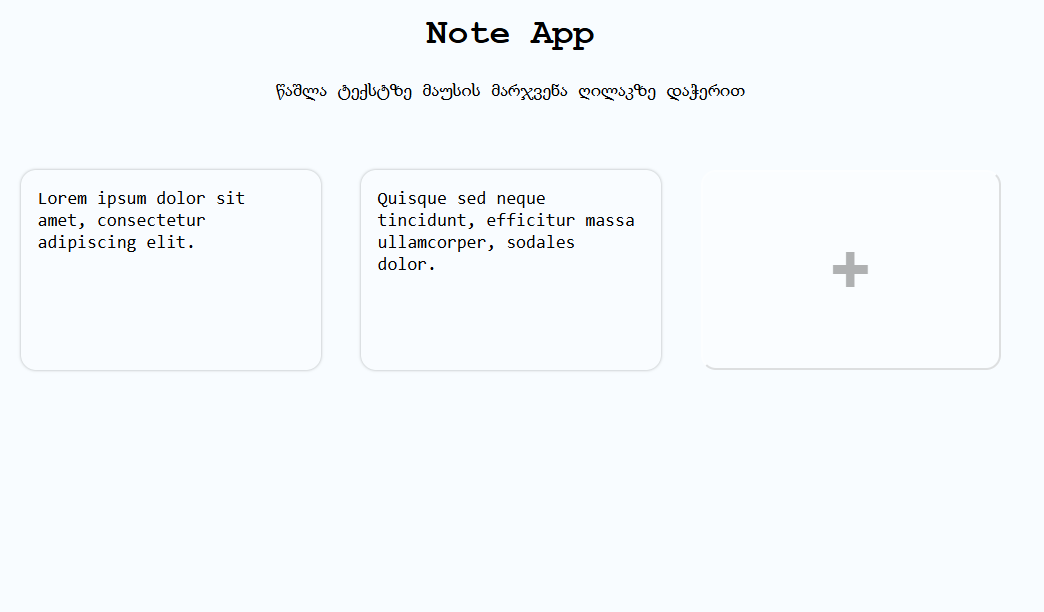 Note App
წაშლა ტექსტზე მაუსის მარჯვენა ღილაკზე დაჭერით
Lorem ipsum dolor sit
amet, consectetur
adipiscing elit.
Quisque sed neque
tincidunt, efficitur massa
ullamcorper, sodales
dolor.
+